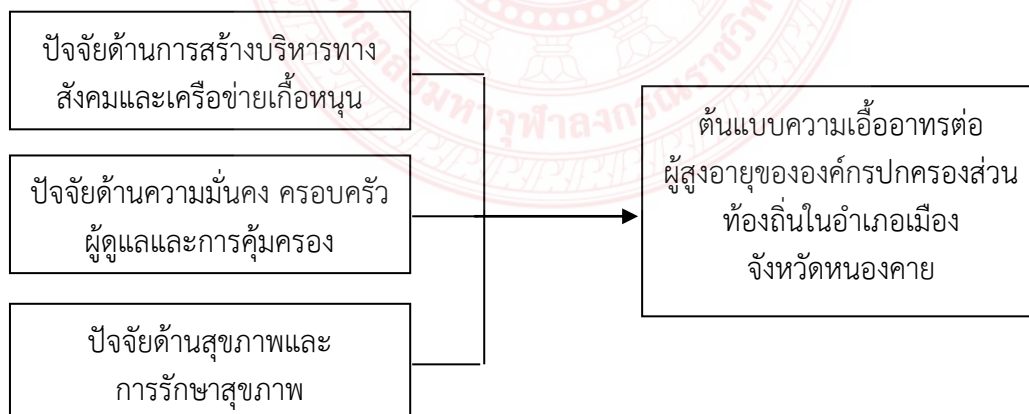 ปัจจัยด้านการสร้างบริหารทาง
สังคมและเครือข่ายเกื้อหนุน
ปัจจัยด้านความมั่นคง ครอบครัว
ผู้ดูแลและการคุ้มครอง
ปัจจัยด้านสุขภาพและ
การรักษาสุขภาพ
ต้นแบบความเอื้ออาทรต่อ
ผู้สูงอายุขององค์กรปกครองส่วน
ท้องถิ่นในอำเภอเมือง
จังหวัดหนองคาย